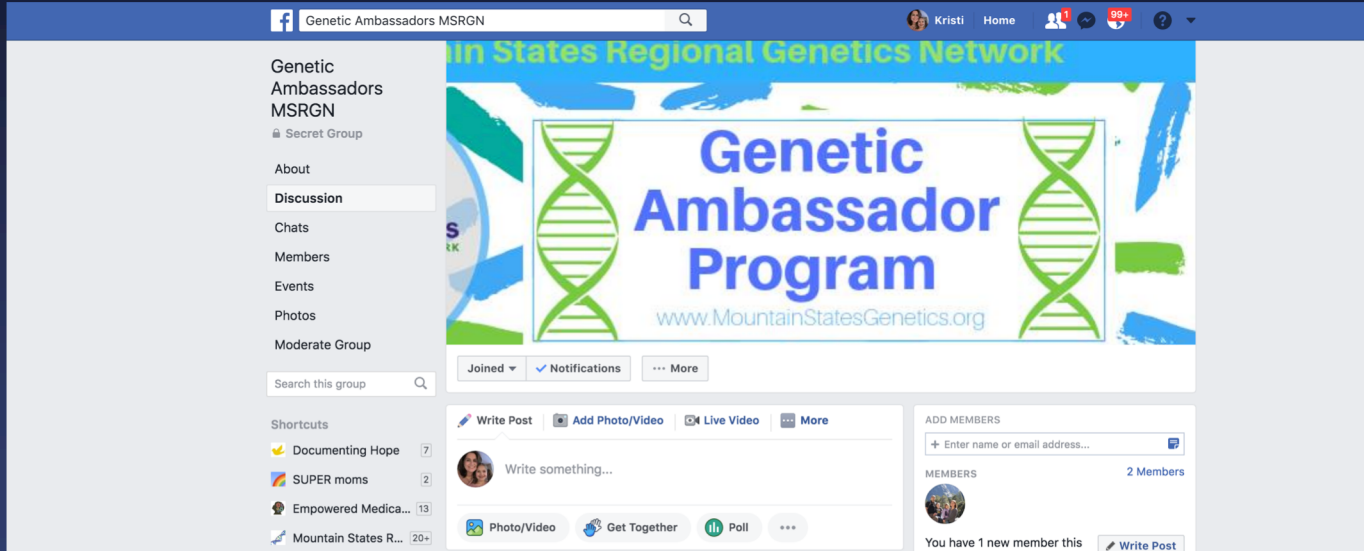 Genetic Ambassadors MSRGN
Kristi
Home
1
99+
Genetic
Ambassadors
MSRGN
Secret Group
About
Discussion
Chats
Members
Events
Photos
Moderate Group
Search this group
Shortcuts
Documenting Hope 7
SUPER moms 2
Empowered Medica... 13
Mountain States R... 20+
in States Regional Genetics Network
S
RK
Genetic
Ambassador
Program
www.MountainStatesGenetics.org
Joined
Notifications
More
Write Post
Add Photo/Video
Live Video
More
Write something...
Photo/Video
Get Together
Poll
ADD MEMBERS
+ Enter name or email address...
MEMBERS
2 Members
You have 1 new member this
Write Post